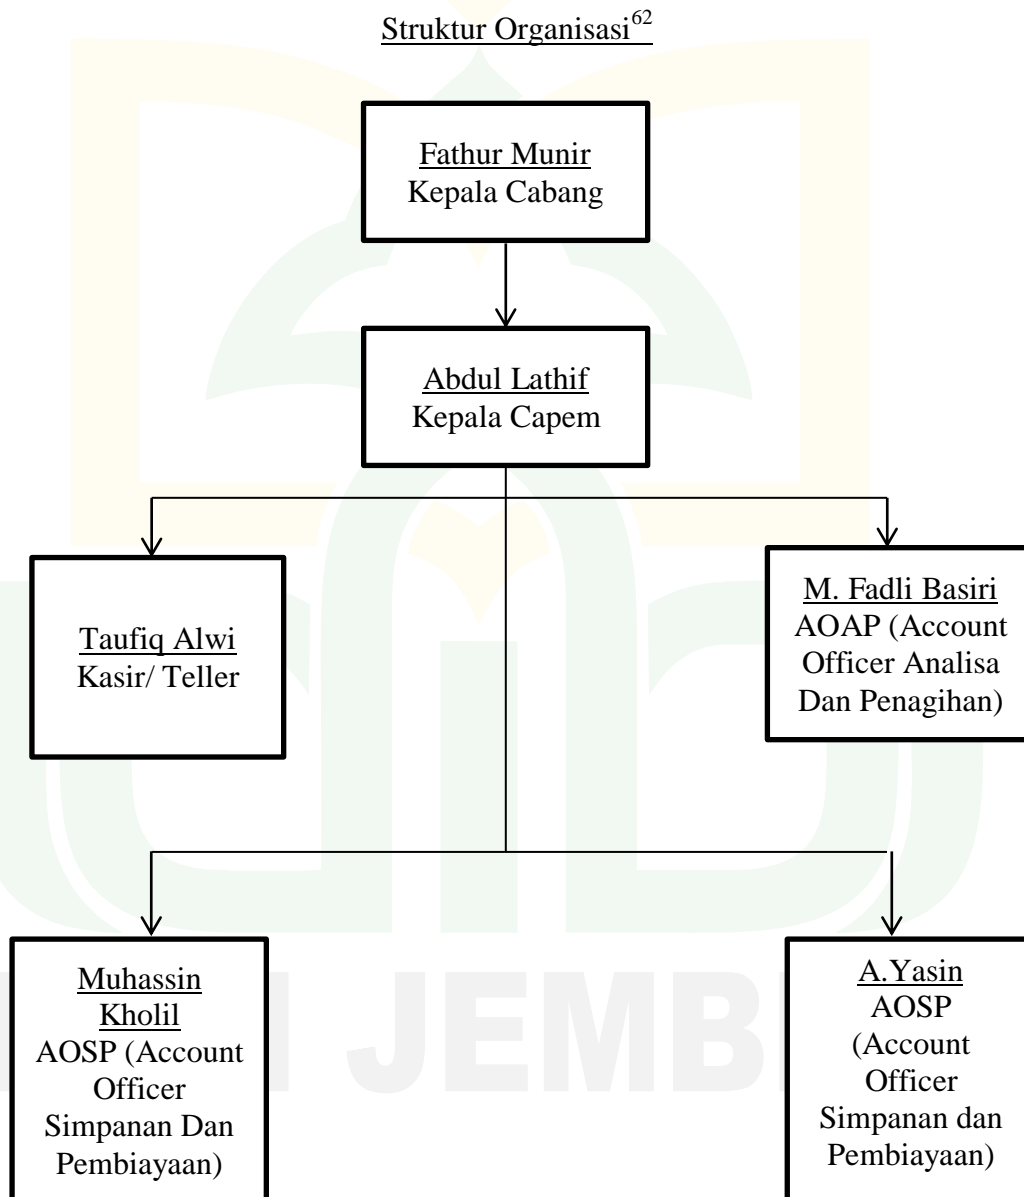 Struktur Organisasi62
Fathur Munir
Kepala Cabang
Abdul Lathif
Kepala Capem
Taufiq Alwi
Kasir/ Teller
M. Fadli Basiri
AOAP (Account
Officer Analisa
Dan Penagihan)
Muhassin
Kholil
AOSP (Account
Officer
Simpanan Dan
Pembiayaan)
A.Yasin
AOSP
(Account
Officer
Simpanan dan
Pembiayaan)